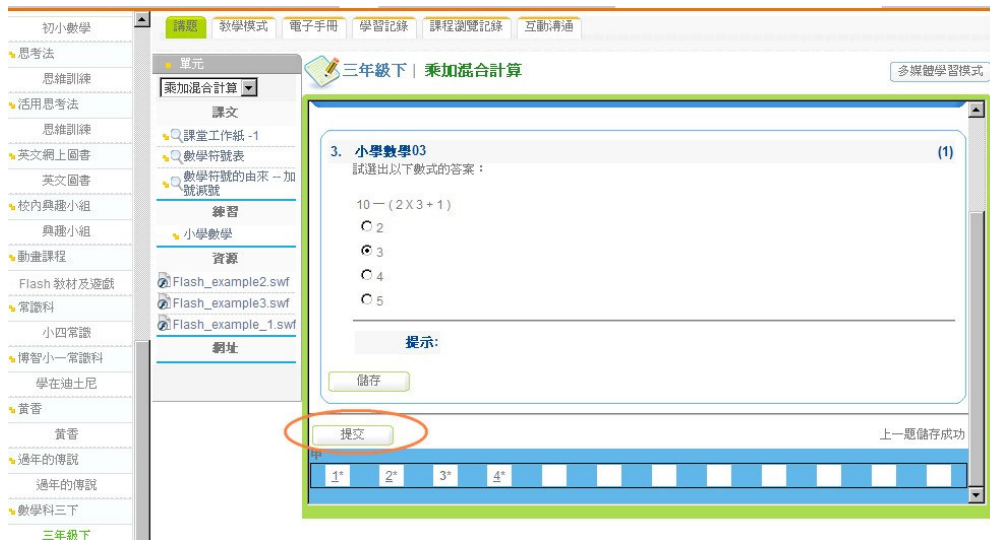 講題 教學模式 電子手冊 學習記錄 課程瀏覽記錄 互動溝通
初小數學
思考法
思維訓練
活用思考法
思維訓練
英文網上圖書
英文圖書
校內興趣小組
興趣小組
動畫課程
Flash 教材及遊戲
常識科
小四常識
博智小一常識科
學在迪士尼
黃香
黃香
過年的傳說
過年的傳說
數學科三下
三年級下
單元
乘加混合計算
課文
課堂工作紙 -1
數學符號表
數學符號的由來 -- 加
號減號
練習
小學數學
資源
Flash_example2.swf
Flash_example3.swf
Flash_example_1.swf
網址
三年級下 | 乘加混合計算
多媒體學習模式
3. 小學數學03 (1)
試選出以下數式的答案：
10 — ( 2 X 3 + 1 )
2
3
4
5
提示:
儲存
提交
上一題儲存成功
1* 2* 3* 4*